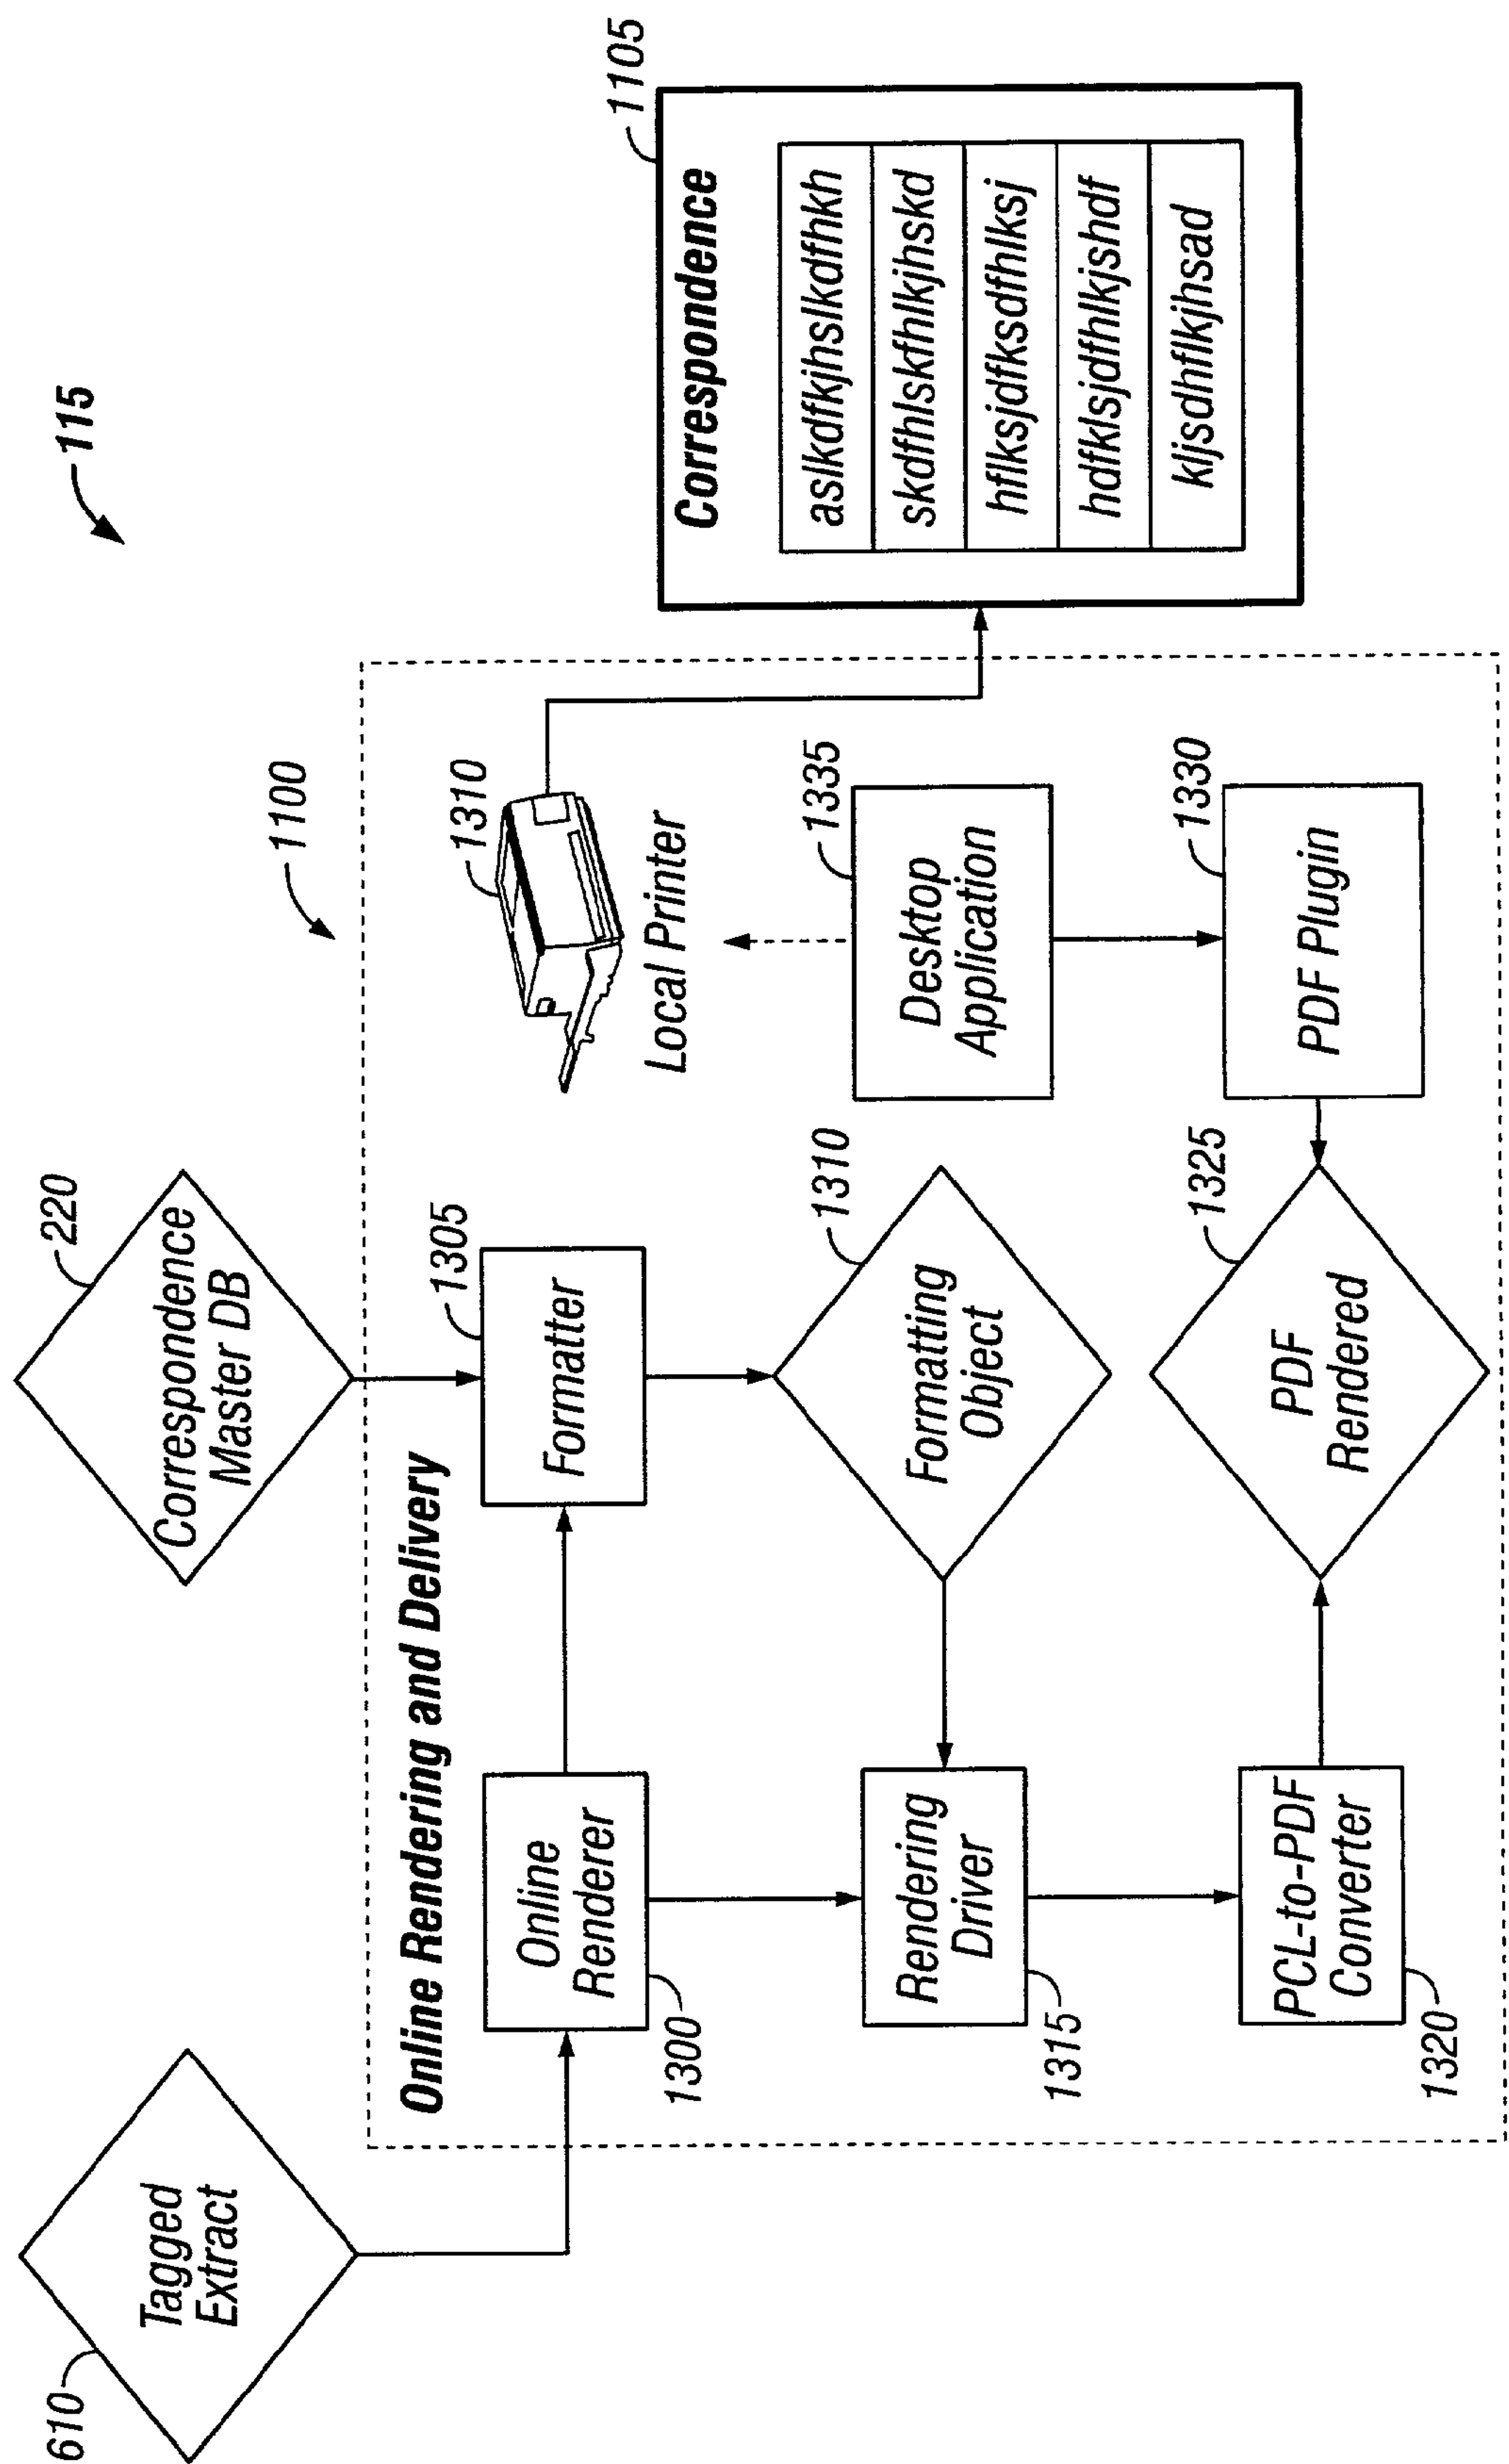 115
610
Tagged
Extract
220
Correspondence
Master DB
1100
Online Rendering and Delivery
Online
Renderer
1300
Formatter
1305
1310
Local Printer
Rendering
Driver
1315
Formatting
Object
1310
Desktop
Application
1335
PCL-to-PDF
Converter
1320
PDF
Rendered
1325
PDF Plugin
1330
1105
Correspondence
aslkdfkjhslkdfhkh
skdfhlskfhlkjhskd
hflksjdfksdfhlksj
hdfklsjdfhlkjshdf
kljsdhflkjhsad